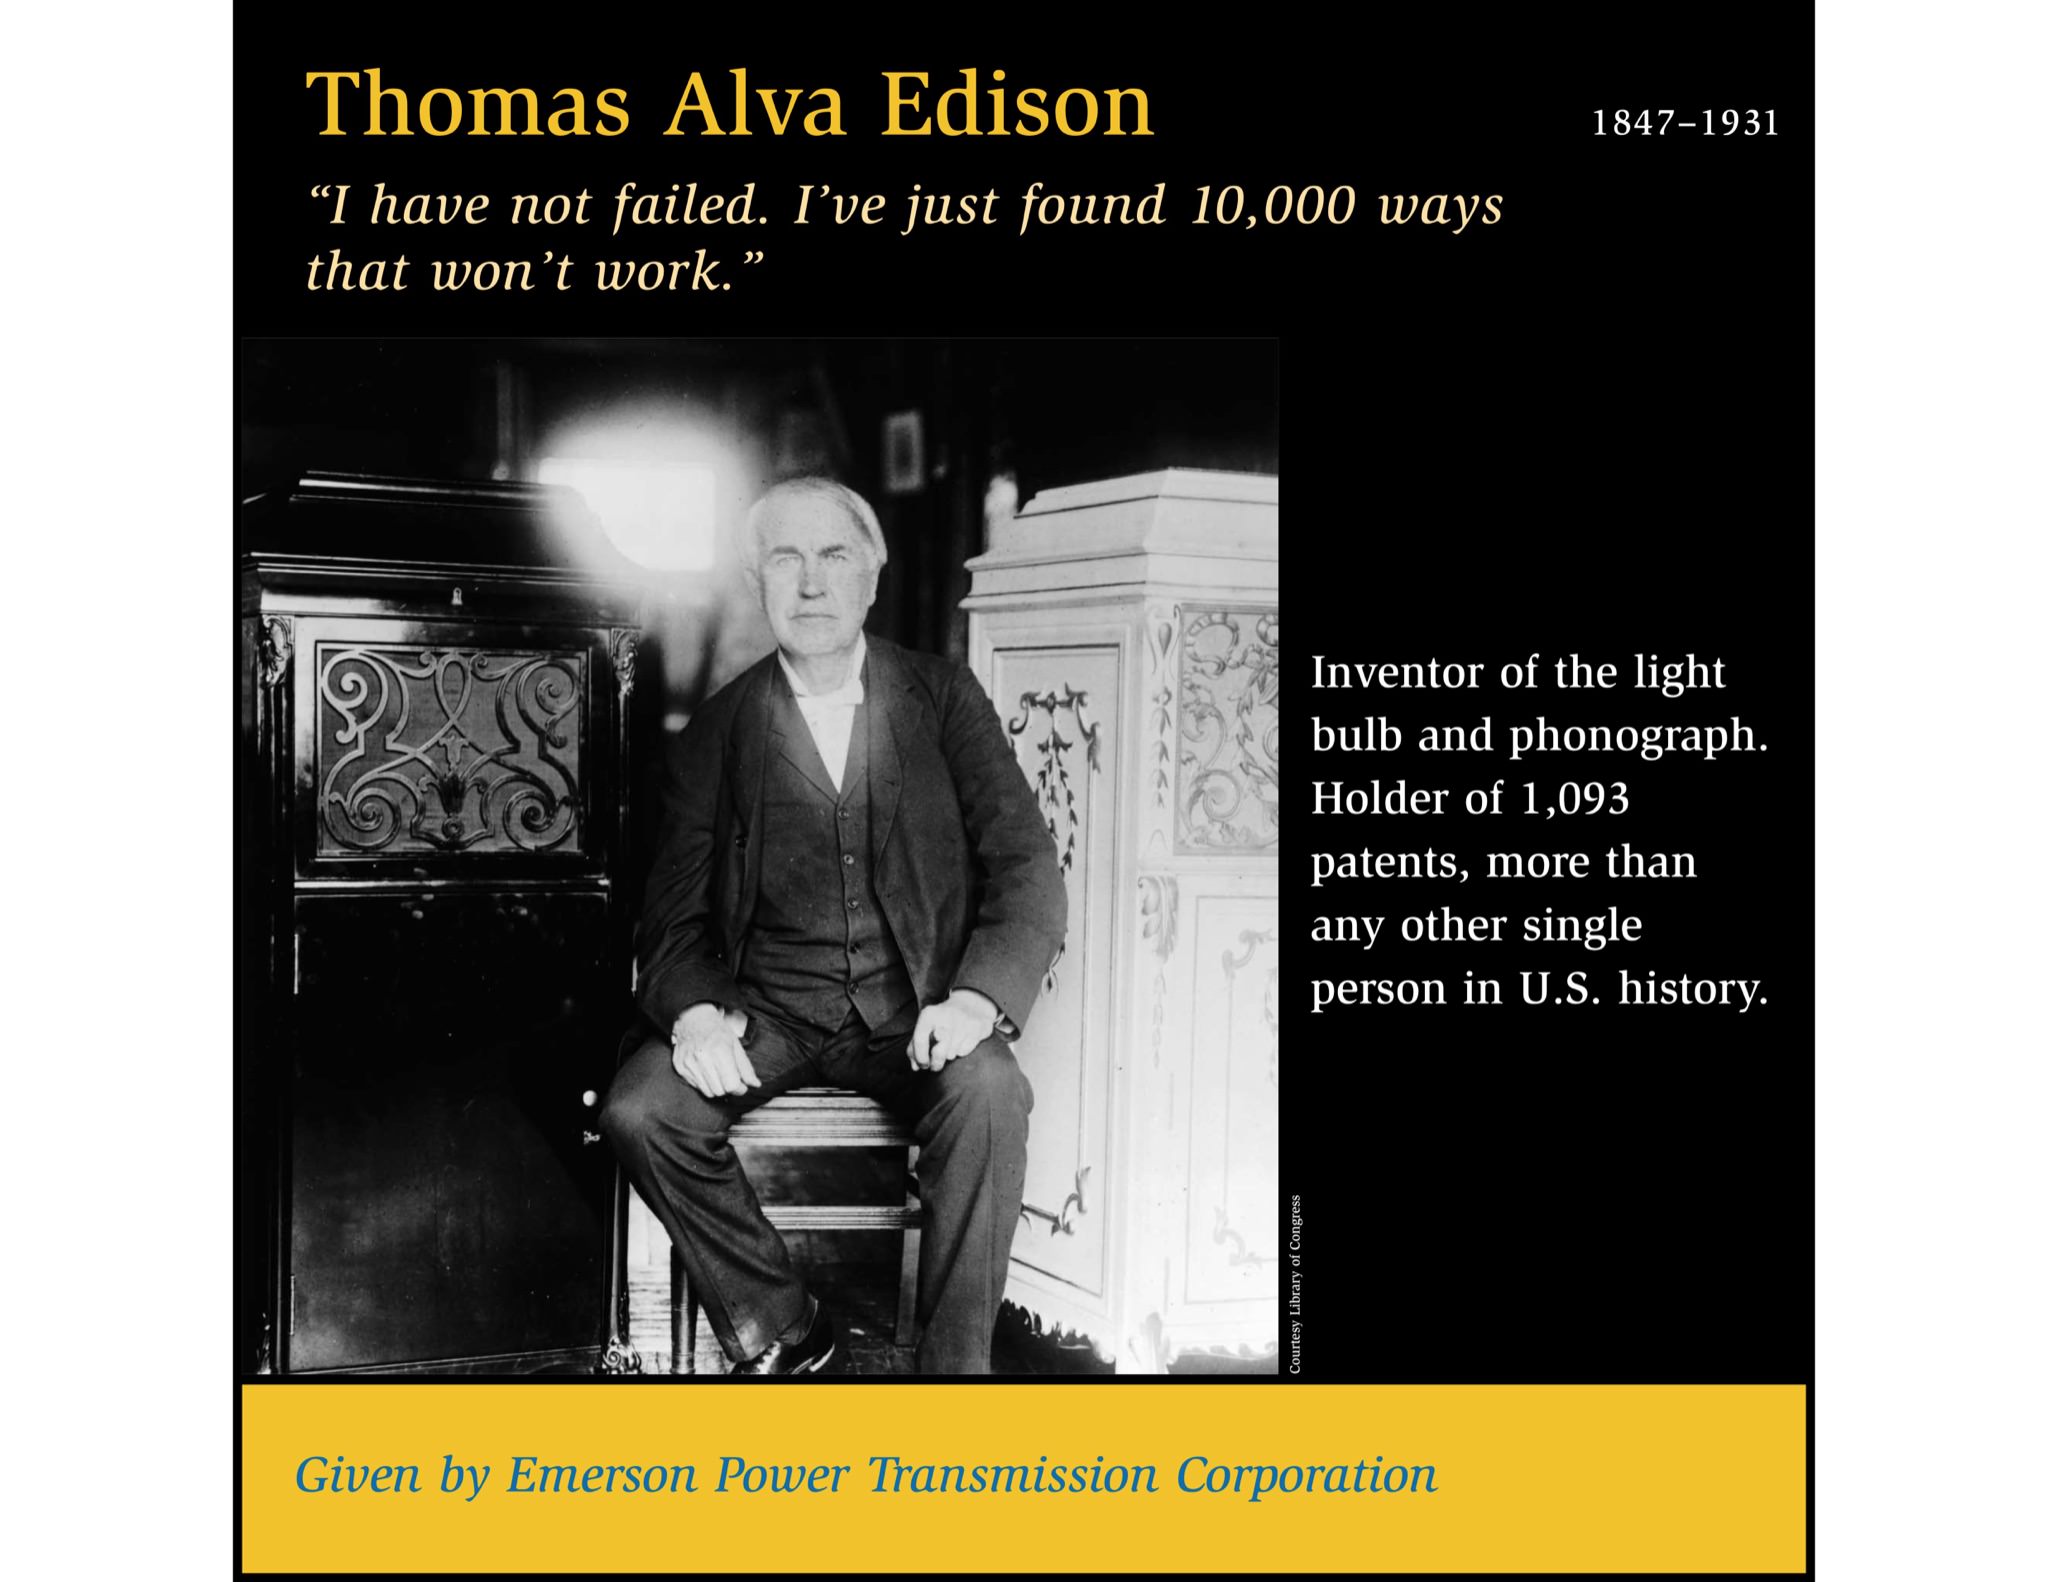 Thomas Alva Edison
1847–1931
“I have not failed. I’ve just found 10,000 ways
that won’t work.”
Inventor of the light
bulb and phonograph.
Holder of 1,093
patents, more than
any other single
person in U.S. history.
Courtesy Library of Congress
Given by Emerson Power Transmission Corporation